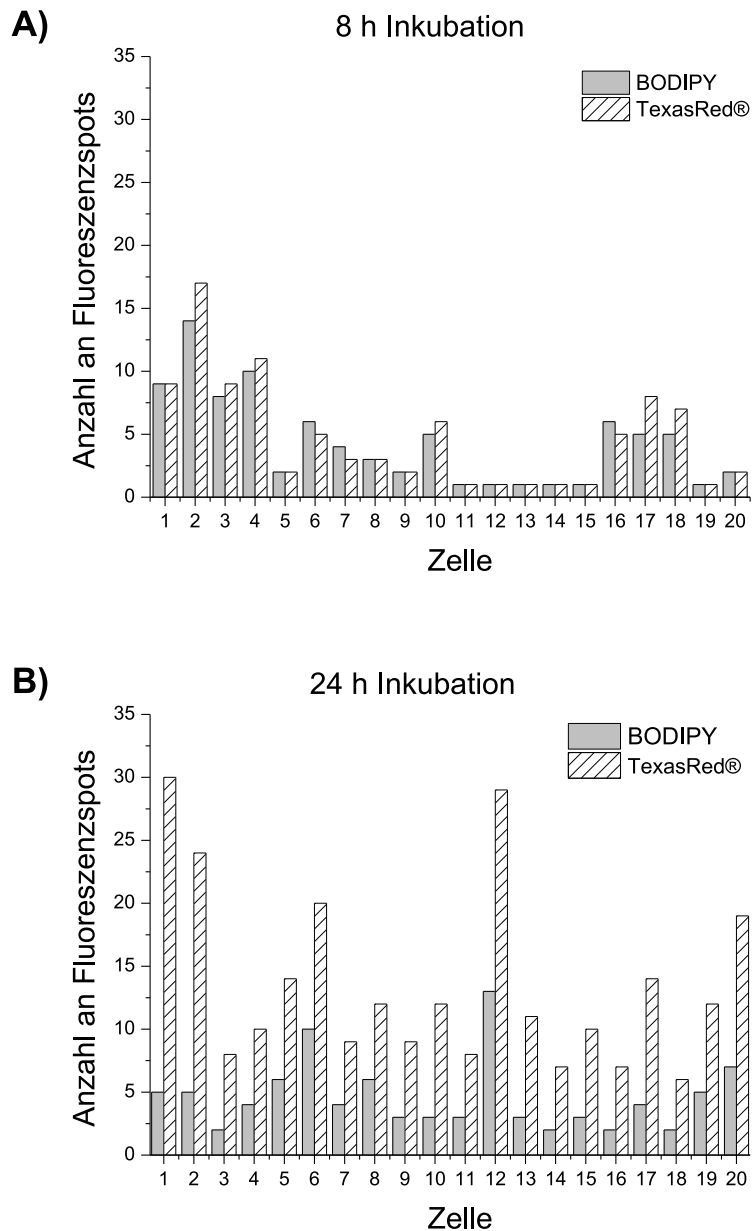 A)
8 h Inkubation
35
30
25
20
15
10
5
0
Anzahl an Fluoreszenzspots
BODIPY
TexasRed®
1 2 3 4 5 6 7 8 9 10 11 12 13 14 15 16 17 18 19 20
Zelle
B)
24 h Inkubation
35
30
25
20
15
10
5
0
Anzahl an Fluoreszenzspots
BODIPY
TexasRed®
1 2 3 4 5 6 7 8 9 10 11 12 13 14 15 16 17 18 19 20
Zelle